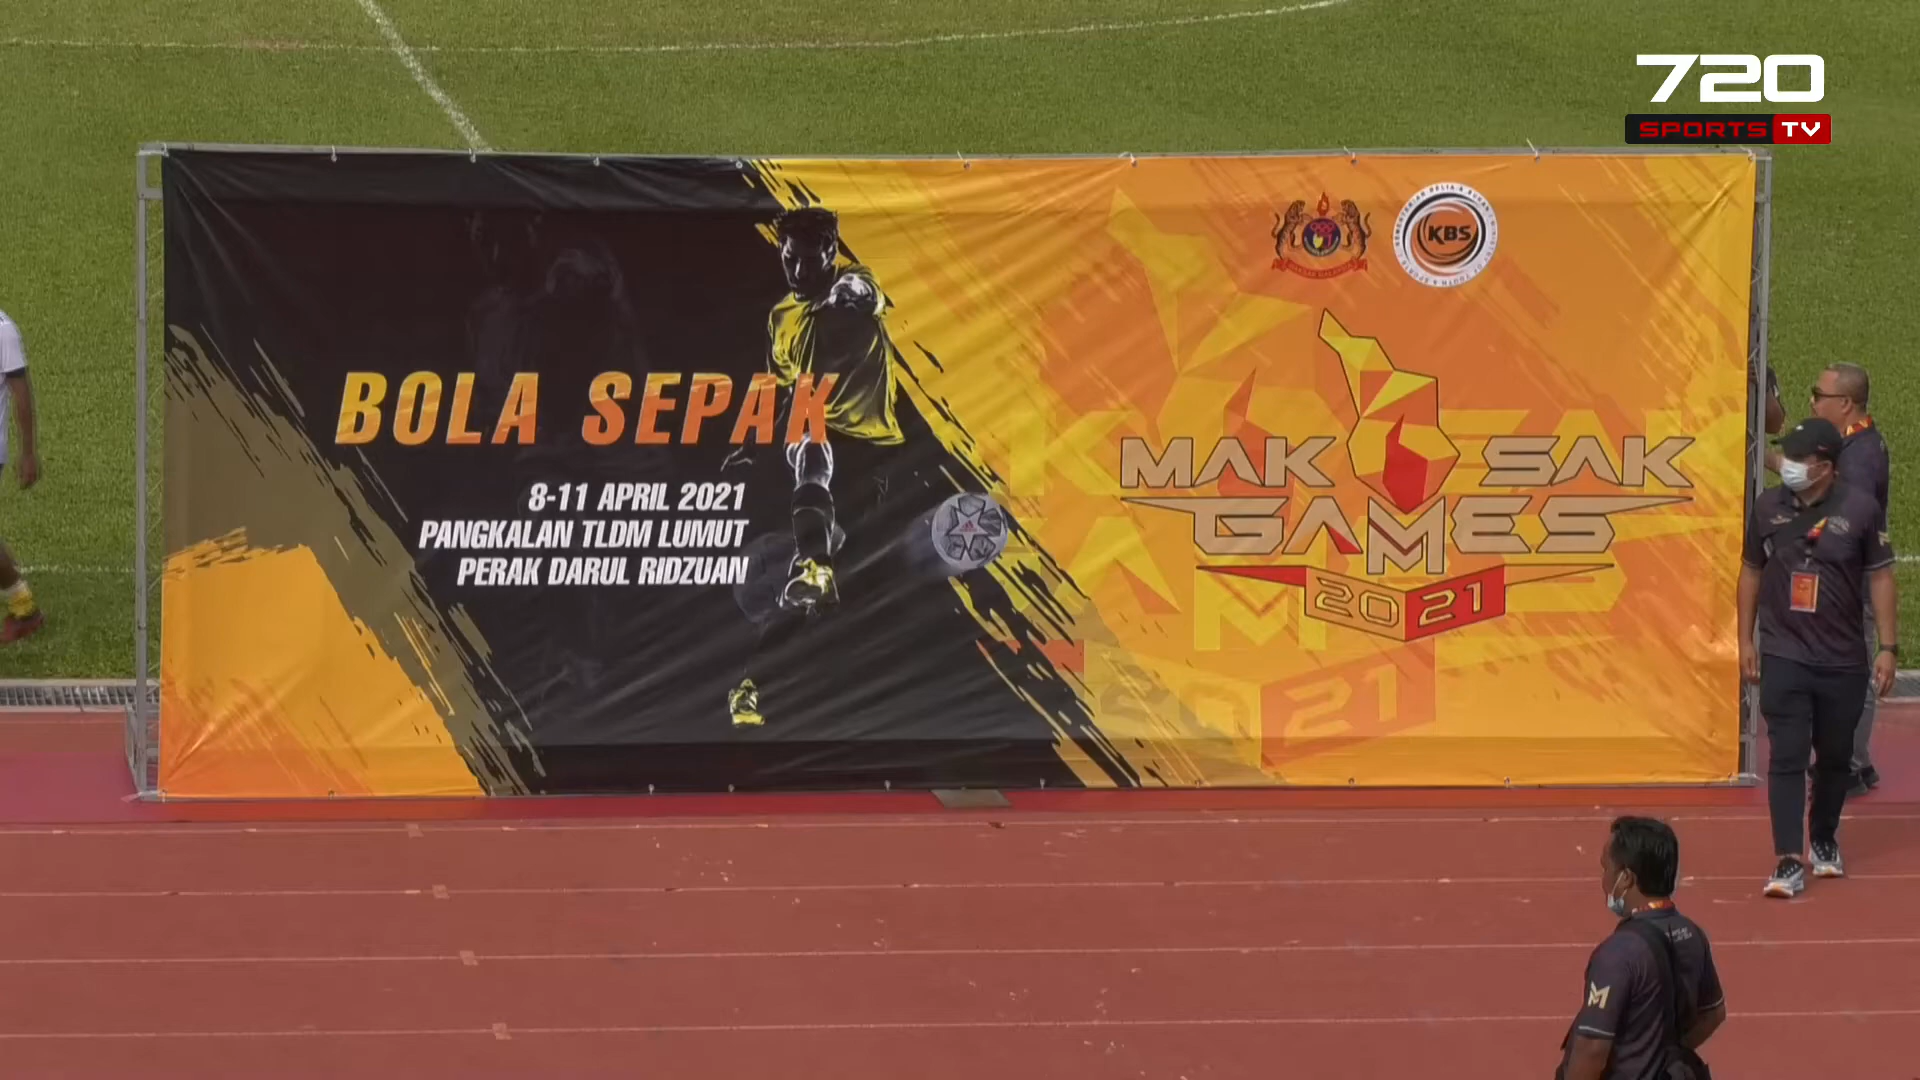 720
SPORTS TV
KBS
BOLA SEPAK
8-11 APRIL 2021
PANGKALAN TLDM LUMUT
PERAK DARUL RIDZUAN
MAK SAK
GAMES
2021